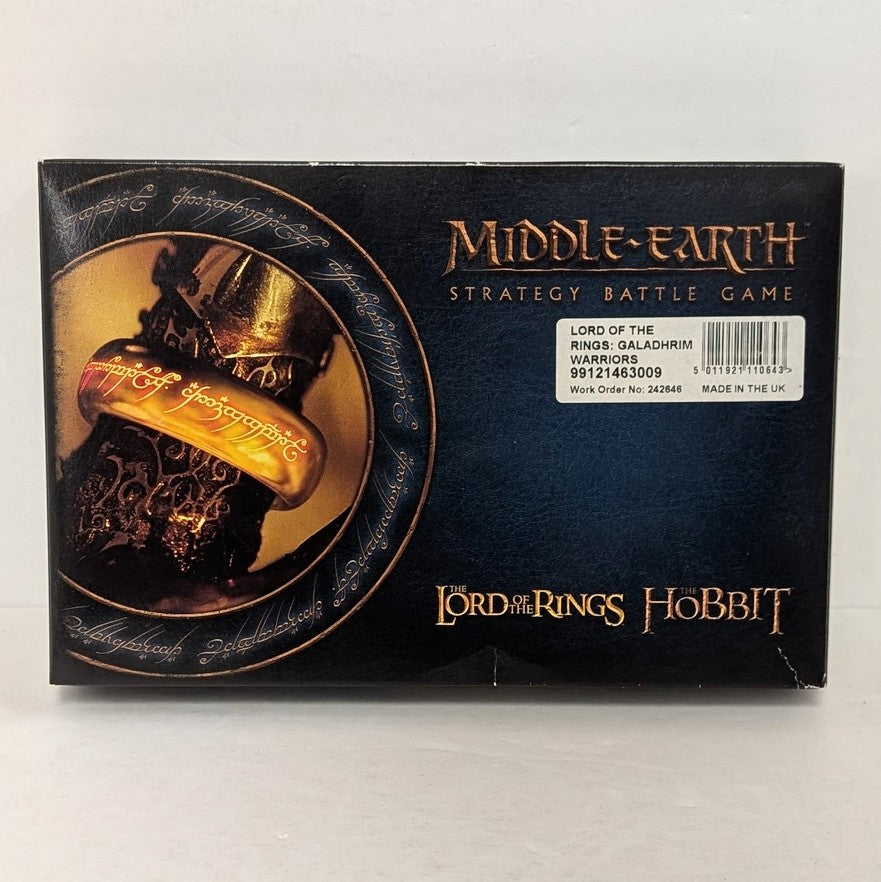 MIDDLE-EARTH
STRATEGY BATTLE GAME
LORD OF THE
RINGS: GALADHRIM
WARRIORS
99121463009
5 011921 110643 >
Work Order No: 242646 MADE IN THE UK
THE
LORD OF THE RINGS
THE
HOBBIT